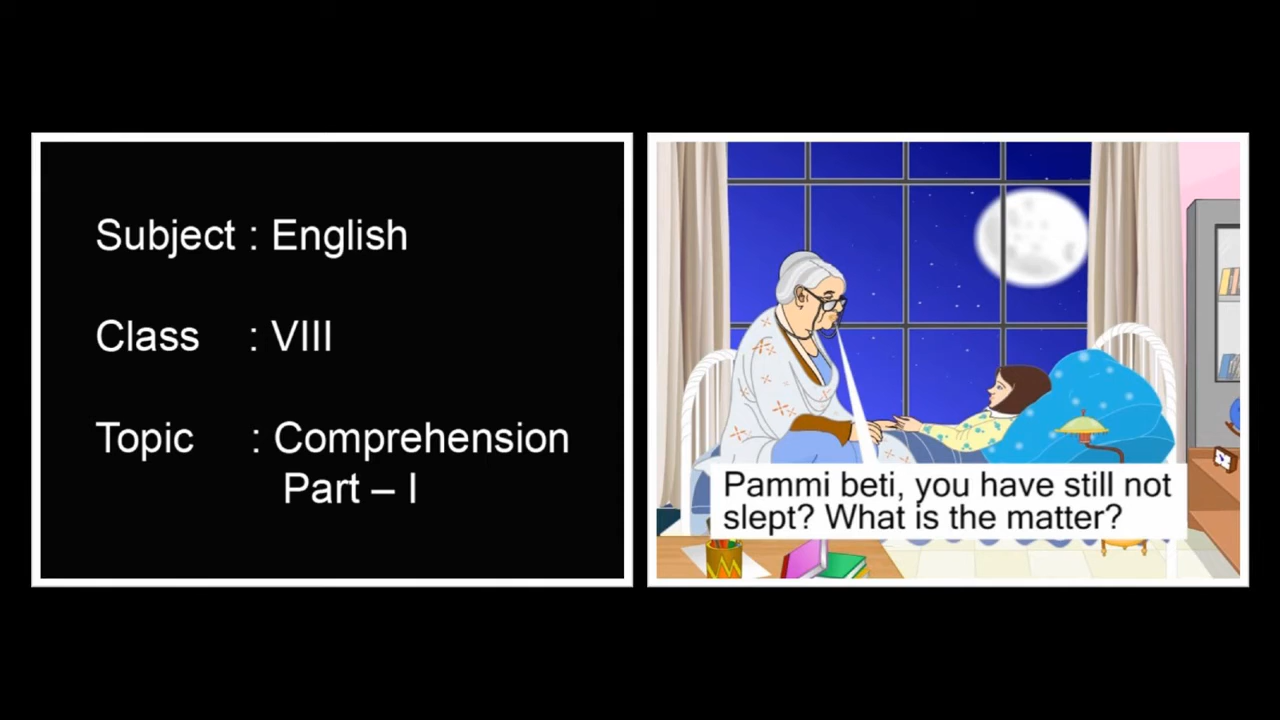 Subject : English
Class : VIII
Topic : Comprehension
Part – I
Pammi beti, you have still not
slept? What is the matter?